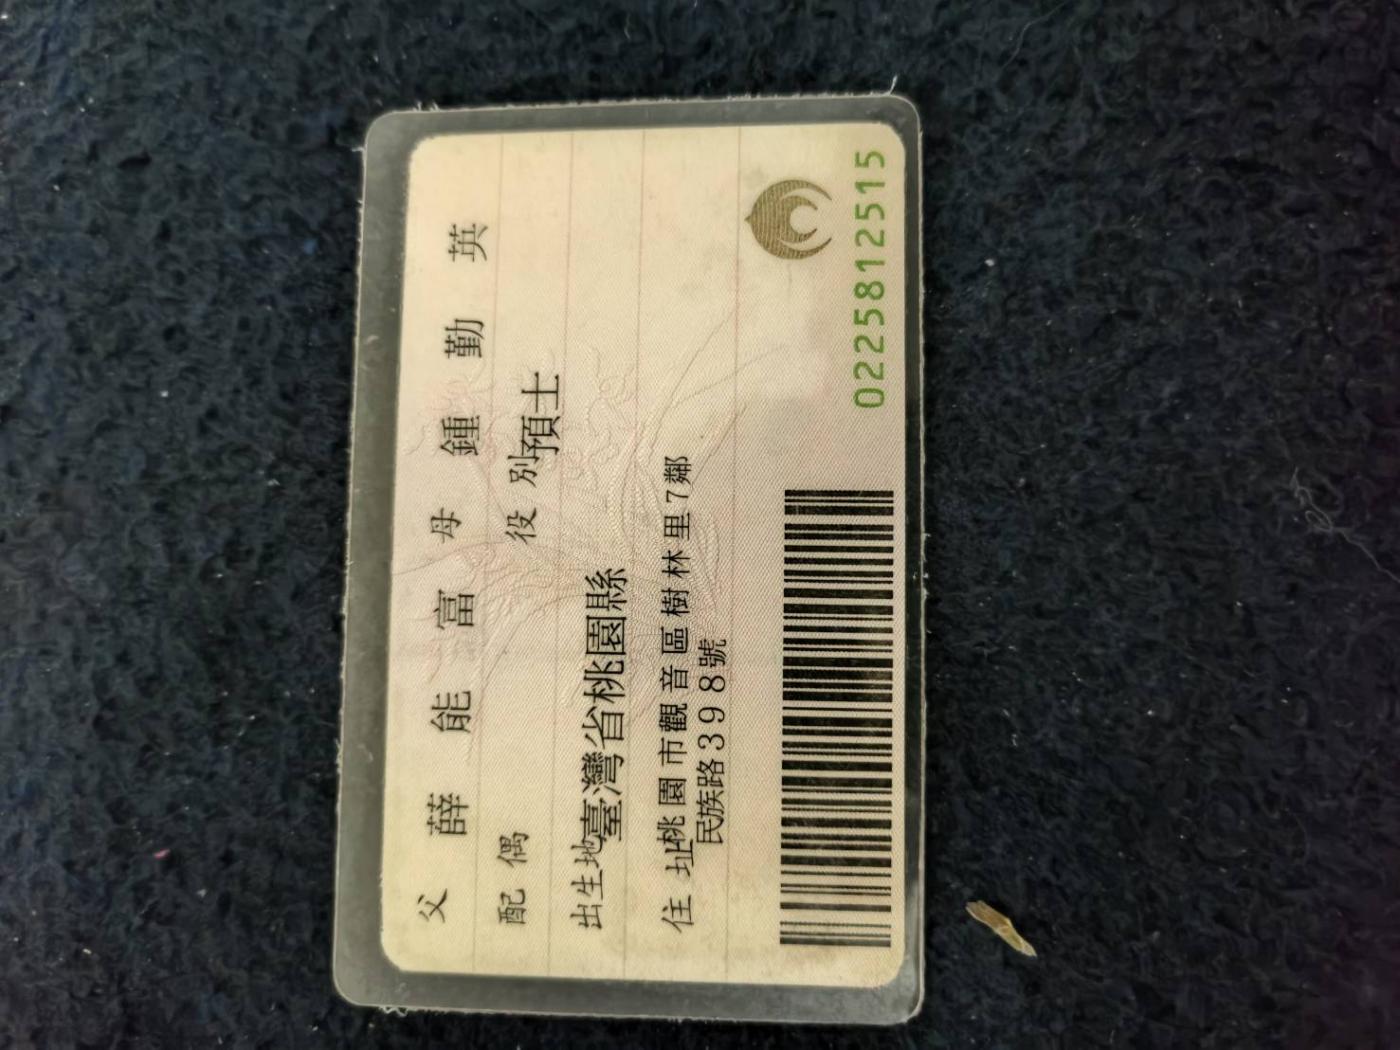 父 薛能富 母 鍾勤英
配偶 役別預士
出生地臺灣省桃園縣
住址桃園市觀音區樹林里7鄰
民族路398號
0225812515